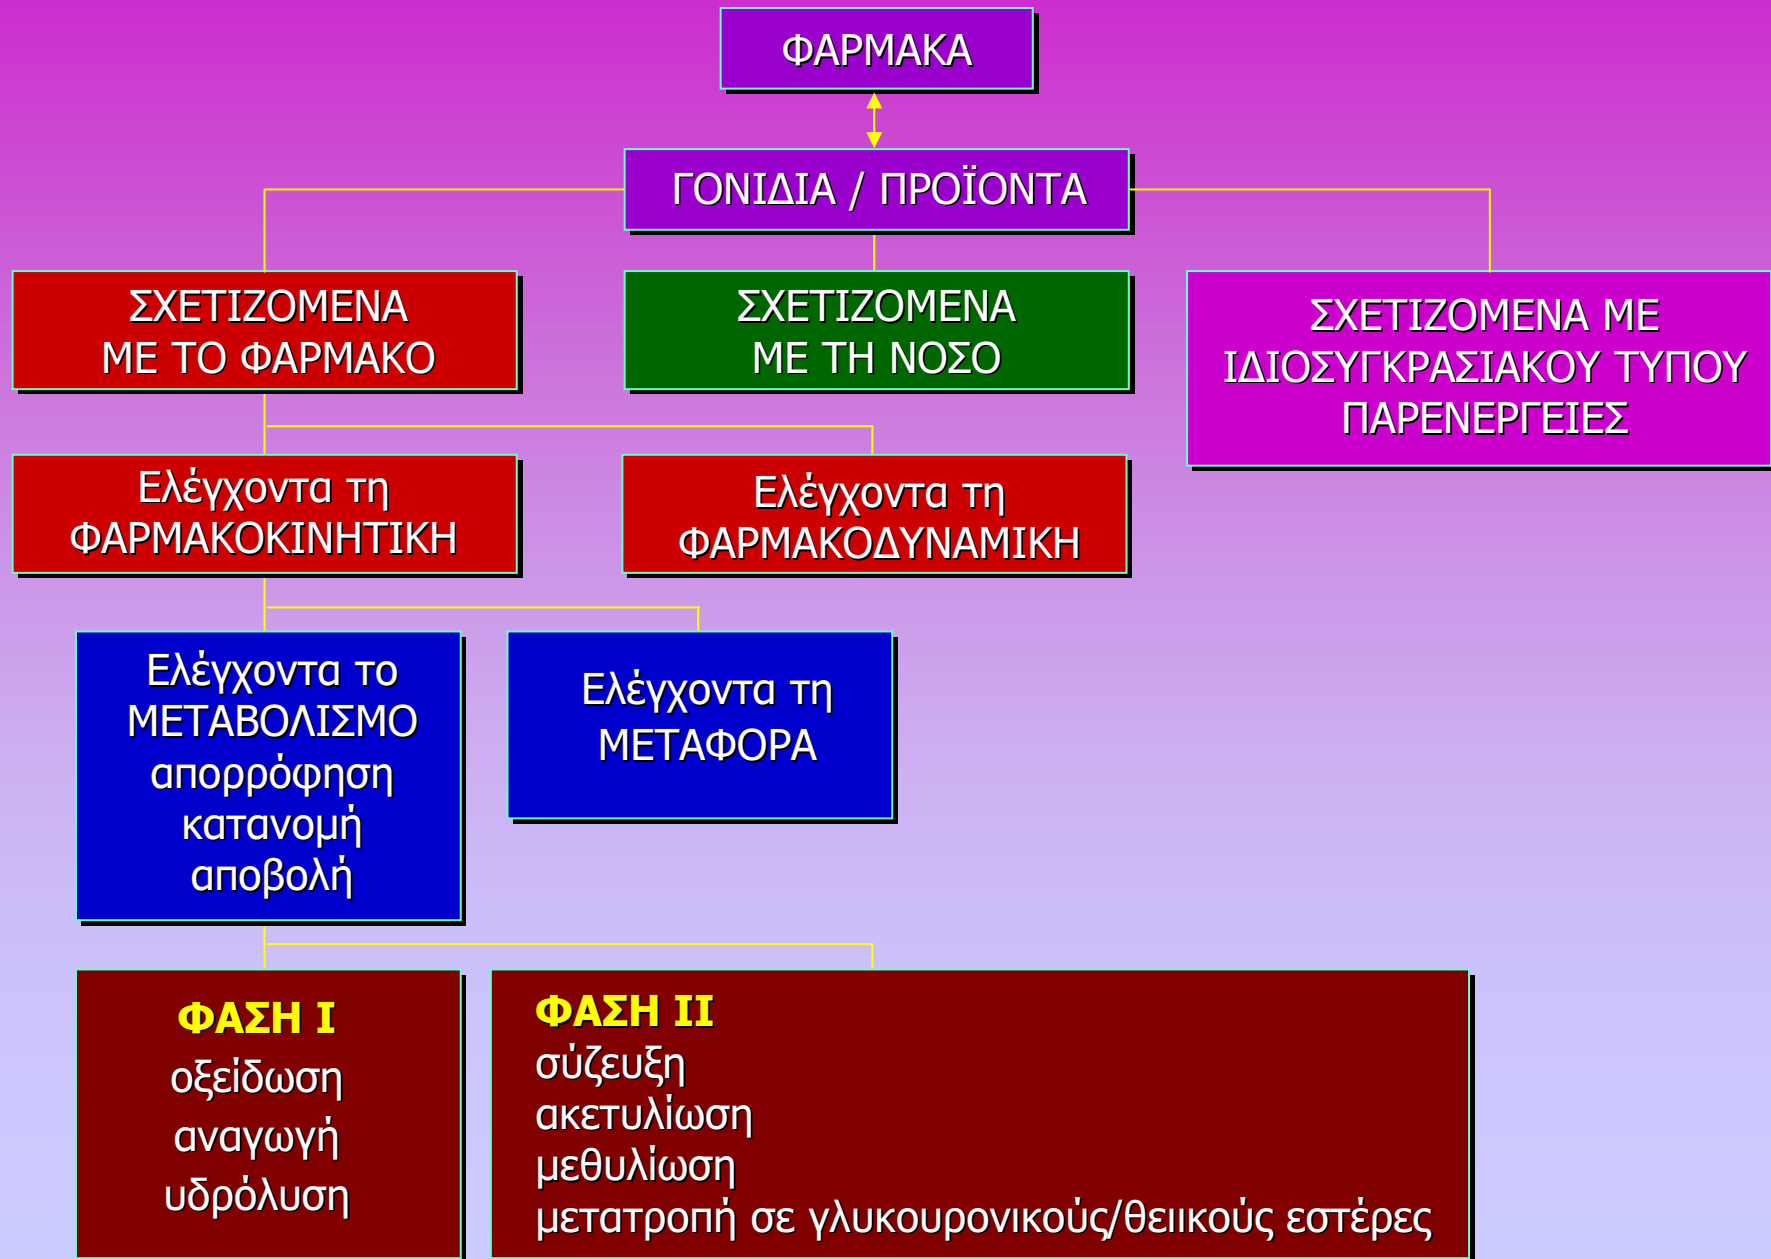 ΦΑΡΜΑΚΑ
ΓΟΝΙΔΙΑ / ΠΡΟΪΟΝΤΑ
ΣΧΕΤΙΖΟΜΕΝΑ
ΜΕ ΤΟ ΦΑΡΜΑΚΟ
ΣΧΕΤΙΖΟΜΕΝΑ
ΜΕ ΤΗ ΝΟΣΟ
ΣΧΕΤΙΖΟΜΕΝΑ ΜΕ
ΙΔΙΟΣΥΓΚΡΑΣΙΑΚΟΥ ΤΥΠΟΥ
ΠΑΡΕΝΕΡΓΕΙΕΣ
Ελέγχοντα τη
ΦΑΡΜΑΚΟΚΙΝΗΤΙΚΗ
Ελέγχοντα τη
ΦΑΡΜΑΚΟΔΥΝΑΜΙΚΗ
Ελέγχοντα το
ΜΕΤΑΒΟΛΙΣΜΟ
απορρόφηση
κατανομή
αποβολή
Ελέγχοντα τη
ΜΕΤΑΦΟΡΑ
ΦΑΣΗ Ι
οξείδωση
αναγωγή
υδρόλυση
ΦΑΣΗ ΙΙ
σύζευξη
ακετυλίωση
μεθυλίωση
μετατροπή σε γλυκουρονικούς/θειικούς εστέρες